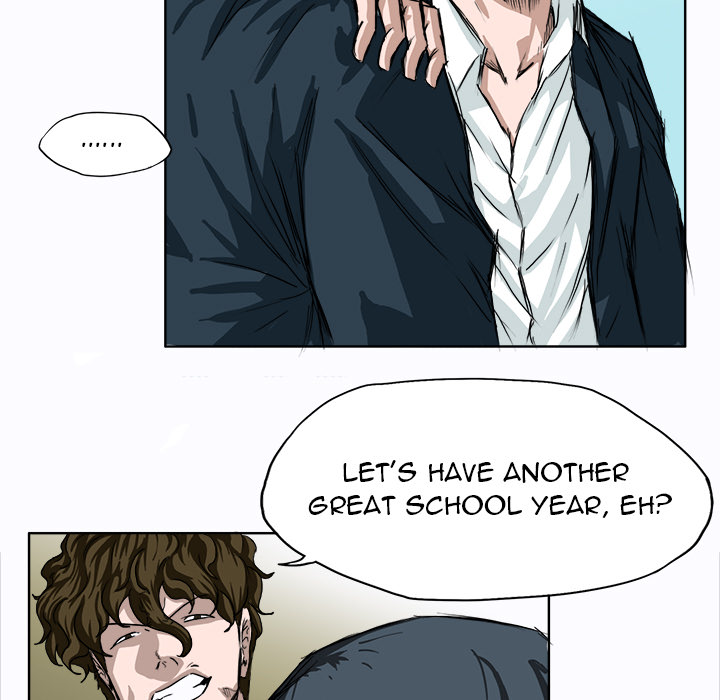 ......
LET'S HAVE ANOTHER
GREAT SCHOOL YEAR, EH?